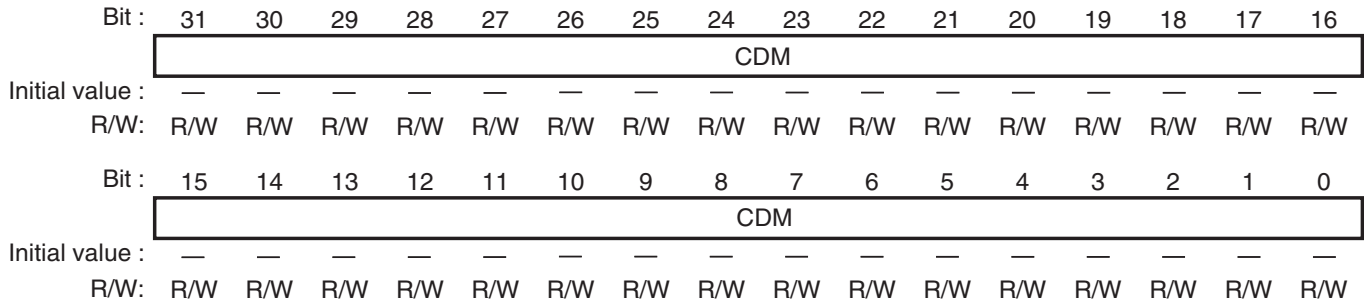 Bit : 31 30 29 28 27 26 25 24 23 22 21 20 19 18 17 16
CDM
Initial value : — — — — — — — — — — — — — — — —
R/W: R/W R/W R/W R/W R/W R/W R/W R/W R/W R/W R/W R/W R/W R/W R/W R/W
Bit : 15 14 13 12 11 10 9 8 7 6 5 4 3 2 1 0
CDM
Initial value : — — — — — — — — — — — — — — — —
R/W: R/W R/W R/W R/W R/W R/W R/W R/W R/W R/W R/W R/W R/W R/W R/W R/W